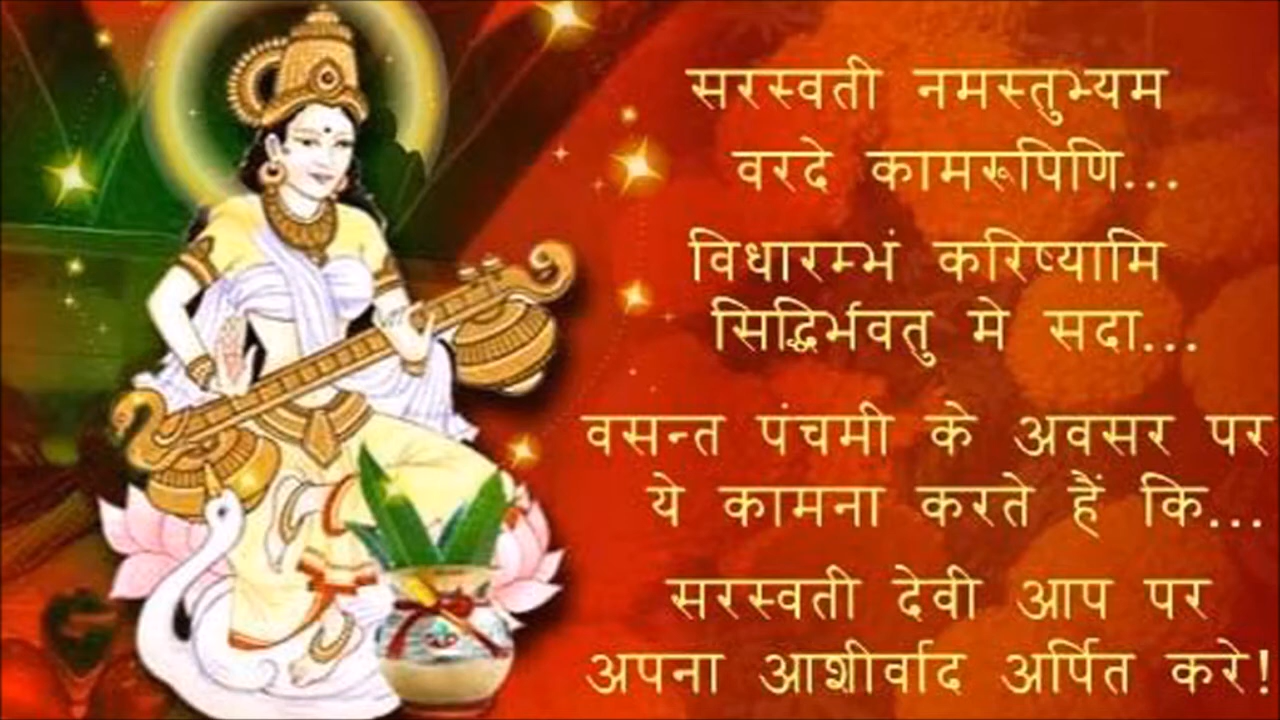 सरस्वती नमस्तुभ्यम
वरदे कामरूपिणि...
विधारम्भं करिष्यामि
सिद्धिर्भवतु मे सदा...
वसन्त पंचमी के अवसर पर
ये कामना करते हैं कि...
सरस्वती देवी आप पर
अपना आशीर्वाद अर्पित करे!